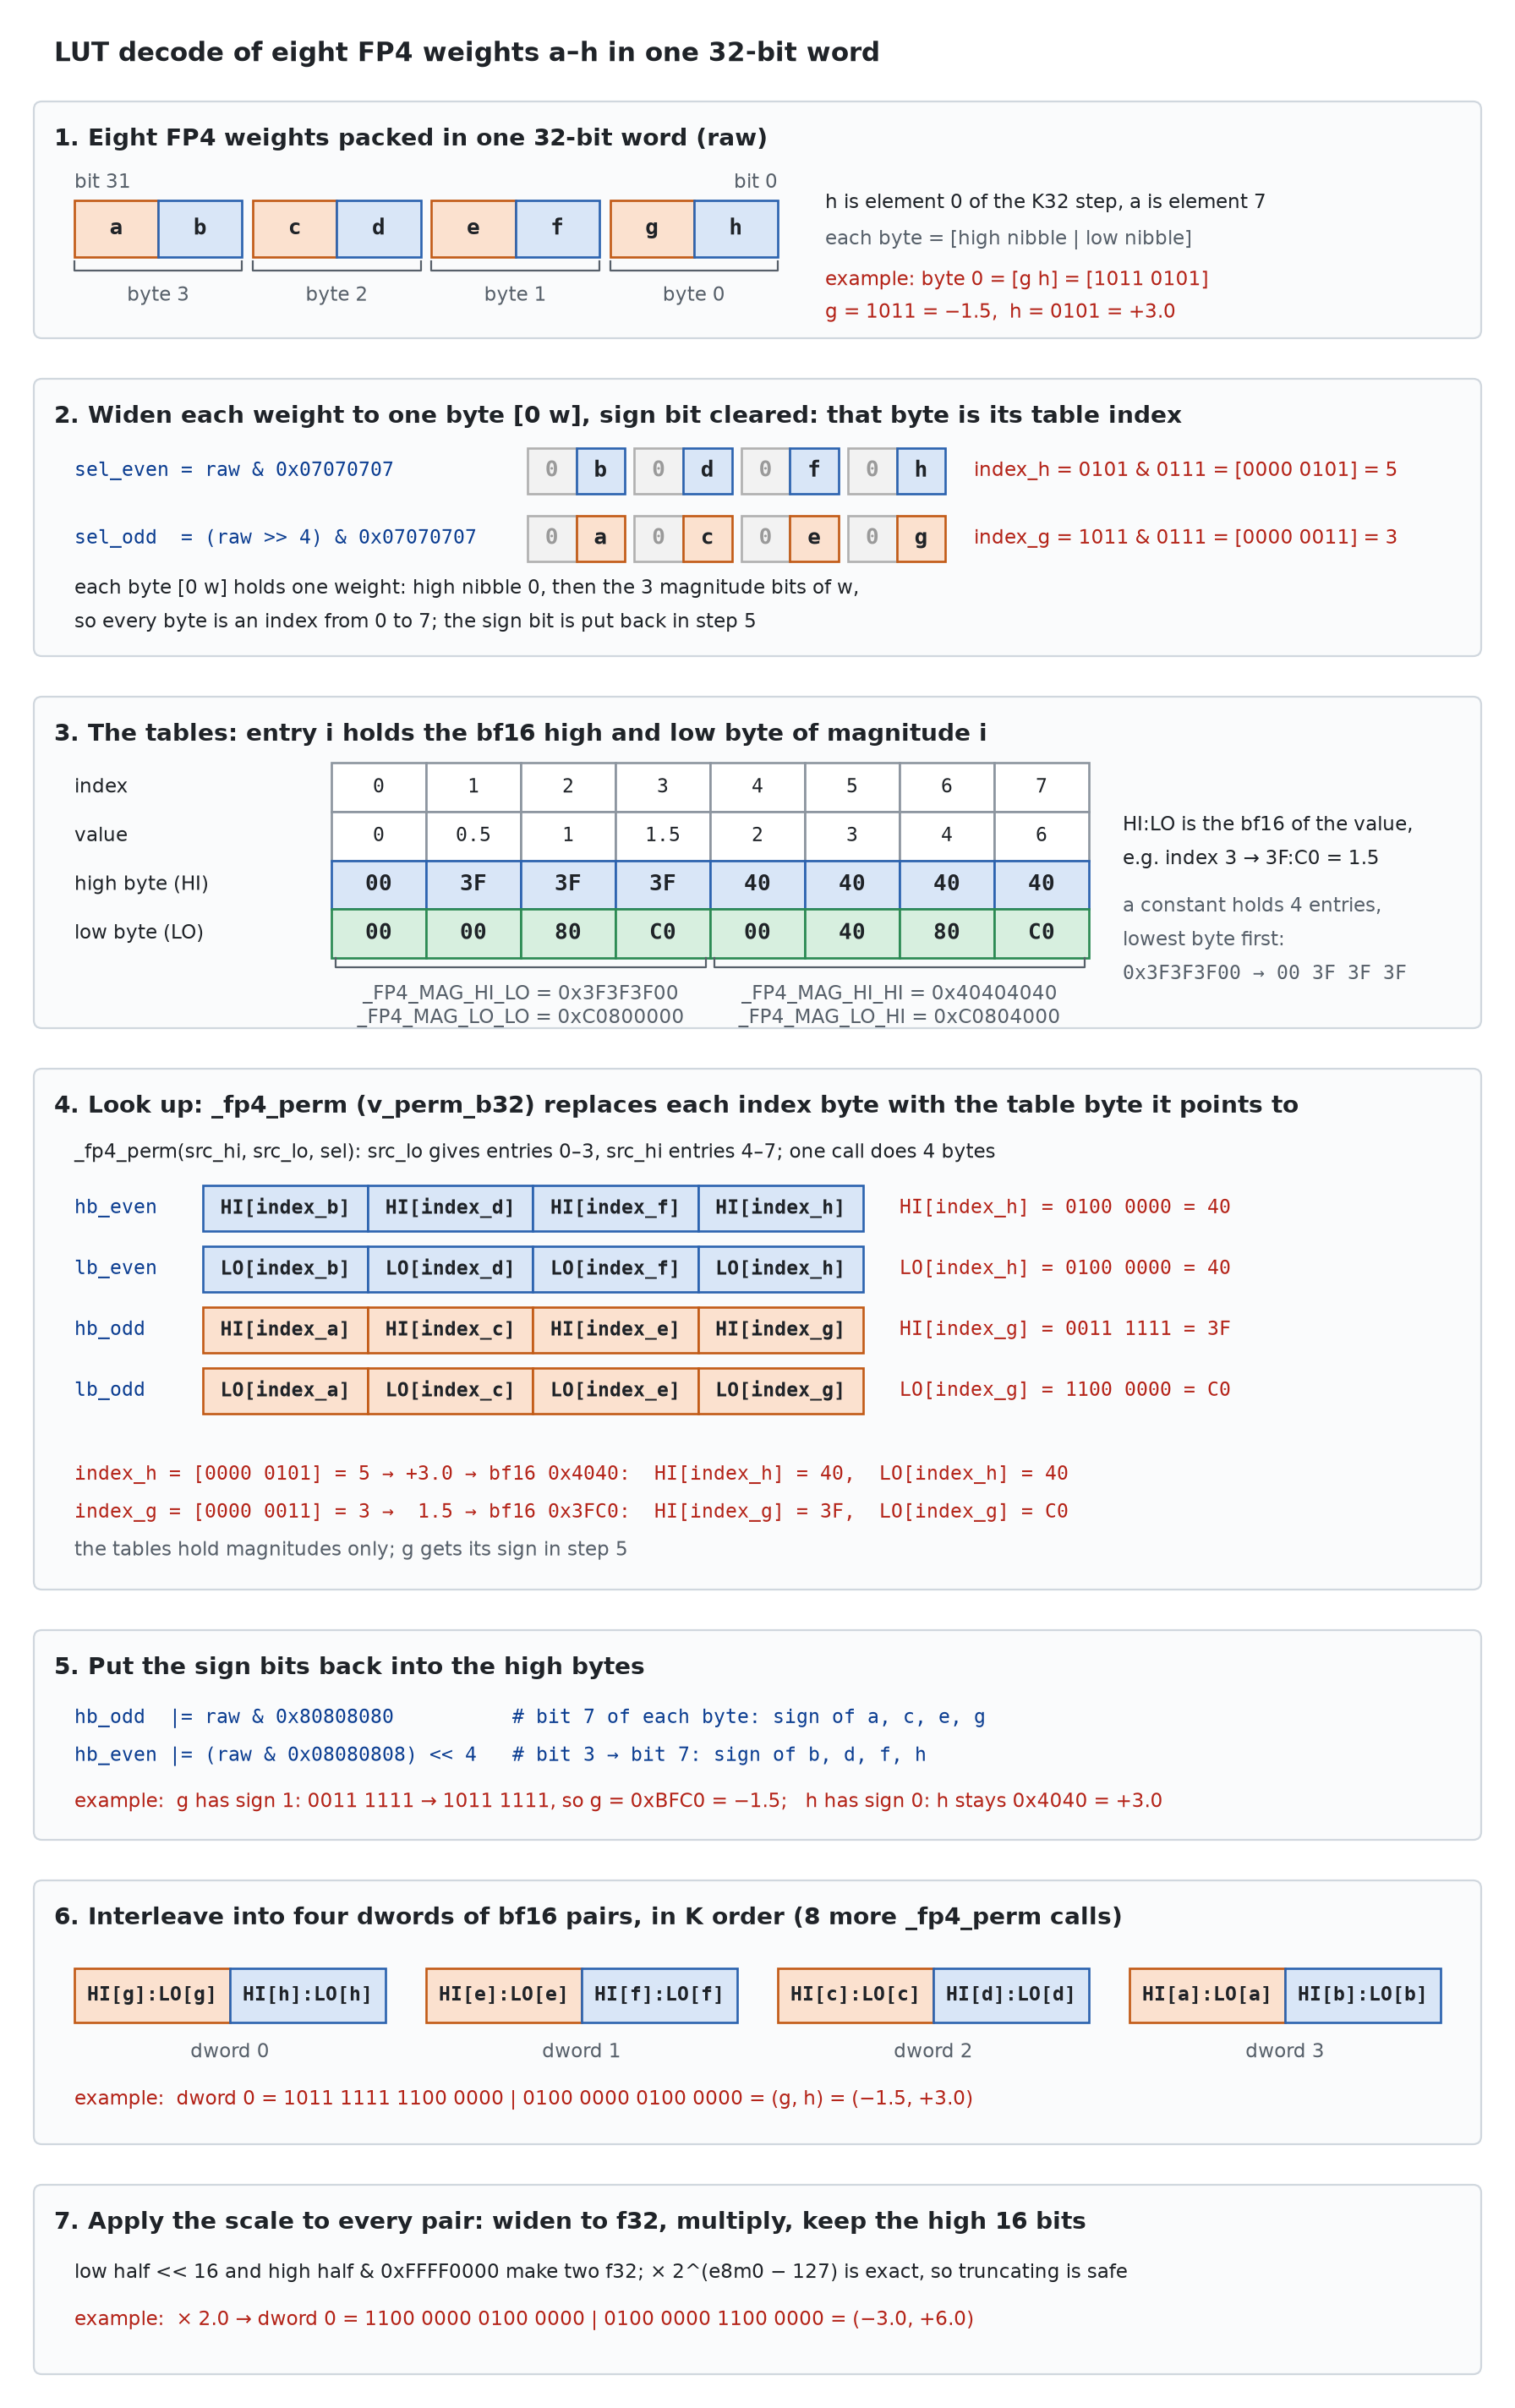 LUT decode of eight FP4 weights a–h in one 32-bit word
1. Eight FP4 weights packed in one 32-bit word (raw)
bit 31 bit 0
a b c d e f g h
byte 3 byte 2 byte 1 byte 0
h is element 0 of the K32 step, a is element 7
each byte = [high nibble | low nibble]
example: byte 0 = [g h] = [1011 0101]
g = 1011 = −1.5, h = 0101 = +3.0
2. Widen each weight to one byte [0 w], sign bit cleared: that byte is its table index
sel_even = raw & 0x07070707 0 b 0 d 0 f 0 h index_h = 0101 & 0111 = [0000 0101] = 5
sel_odd = (raw >> 4) & 0x07070707 0 a 0 c 0 e 0 g index_g = 1011 & 0111 = [0000 0011] = 3
each byte [0 w] holds one weight: high nibble 0, then the 3 magnitude bits of w,
so every byte is an index from 0 to 7; the sign bit is put back in step 5
3. The tables: entry i holds the bf16 high and low byte of magnitude i
index 0 1 2 3 4 5 6 7
value 0 0.5 1 1.5 2 3 4 6
high byte (HI) 00 3F 3F 3F 40 40 40 40
low byte (LO) 00 00 80 C0 00 40 80 C0
_FP4_MAG_HI_LO = 0x3F3F3F00 _FP4_MAG_HI_HI = 0x40404040
_FP4_MAG_LO_LO = 0xC0800000 _FP4_MAG_LO_HI = 0xC0804000
HI:LO is the bf16 of the value,
e.g. index 3 → 3F:C0 = 1.5
a constant holds 4 entries,
lowest byte first:
0x3F3F3F00 → 00 3F 3F 3F
4. Look up: _fp4_perm (v_perm_b32) replaces each index byte with the table byte it points to
_fp4_perm(src_hi, src_lo, sel): src_lo gives entries 0–3, src_hi entries 4–7; one call does 4 bytes
hb_even HI[index_b] HI[index_d] HI[index_f] HI[index_h] HI[index_h] = 0100 0000 = 40
lb_even LO[index_b] LO[index_d] LO[index_f] LO[index_h] LO[index_h] = 0100 0000 = 40
hb_odd HI[index_a] HI[index_c] HI[index_e] HI[index_g] HI[index_g] = 0011 1111 = 3F
lb_odd LO[index_a] LO[index_c] LO[index_e] LO[index_g] LO[index_g] = 1100 0000 = C0
index_h = [0000 0101] = 5 → +3.0 → bf16 0x4040: HI[index_h] = 40, LO[index_h] = 40
index_g = [0000 0011] = 3 → 1.5 → bf16 0x3FC0: HI[index_g] = 3F, LO[index_g] = C0
the tables hold magnitudes only; g gets its sign in step 5
5. Put the sign bits back into the high bytes
hb_odd |= raw & 0x80808080 # bit 7 of each byte: sign of a, c, e, g
hb_even |= (raw & 0x08080808) << 4 # bit 3 → bit 7: sign of b, d, f, h
example: g has sign 1: 0011 1111 → 1011 1111, so g = 0xBFC0 = −1.5; h has sign 0: h stays 0x4040 = +3.0
6. Interleave into four dwords of bf16 pairs, in K order (8 more _fp4_perm calls)
HI[g]:LO[g] HI[h]:LO[h] HI[e]:LO[e] HI[f]:LO[f] HI[c]:LO[c] HI[d]:LO[d] HI[a]:LO[a] HI[b]:LO[b]
dword 0 dword 1 dword 2 dword 3
example: dword 0 = 1011 1111 1100 0000 | 0100 0000 0100 0000 = (g, h) = (−1.5, +3.0)
7. Apply the scale to every pair: widen to f32, multiply, keep the high 16 bits
low half << 16 and high half & 0xFFFF0000 make two f32; × 2^(e8m0 − 127) is exact, so truncating is safe
example: × 2.0 → dword 0 = 1100 0000 0100 0000 | 0100 0000 1100 0000 = (−3.0, +6.0)